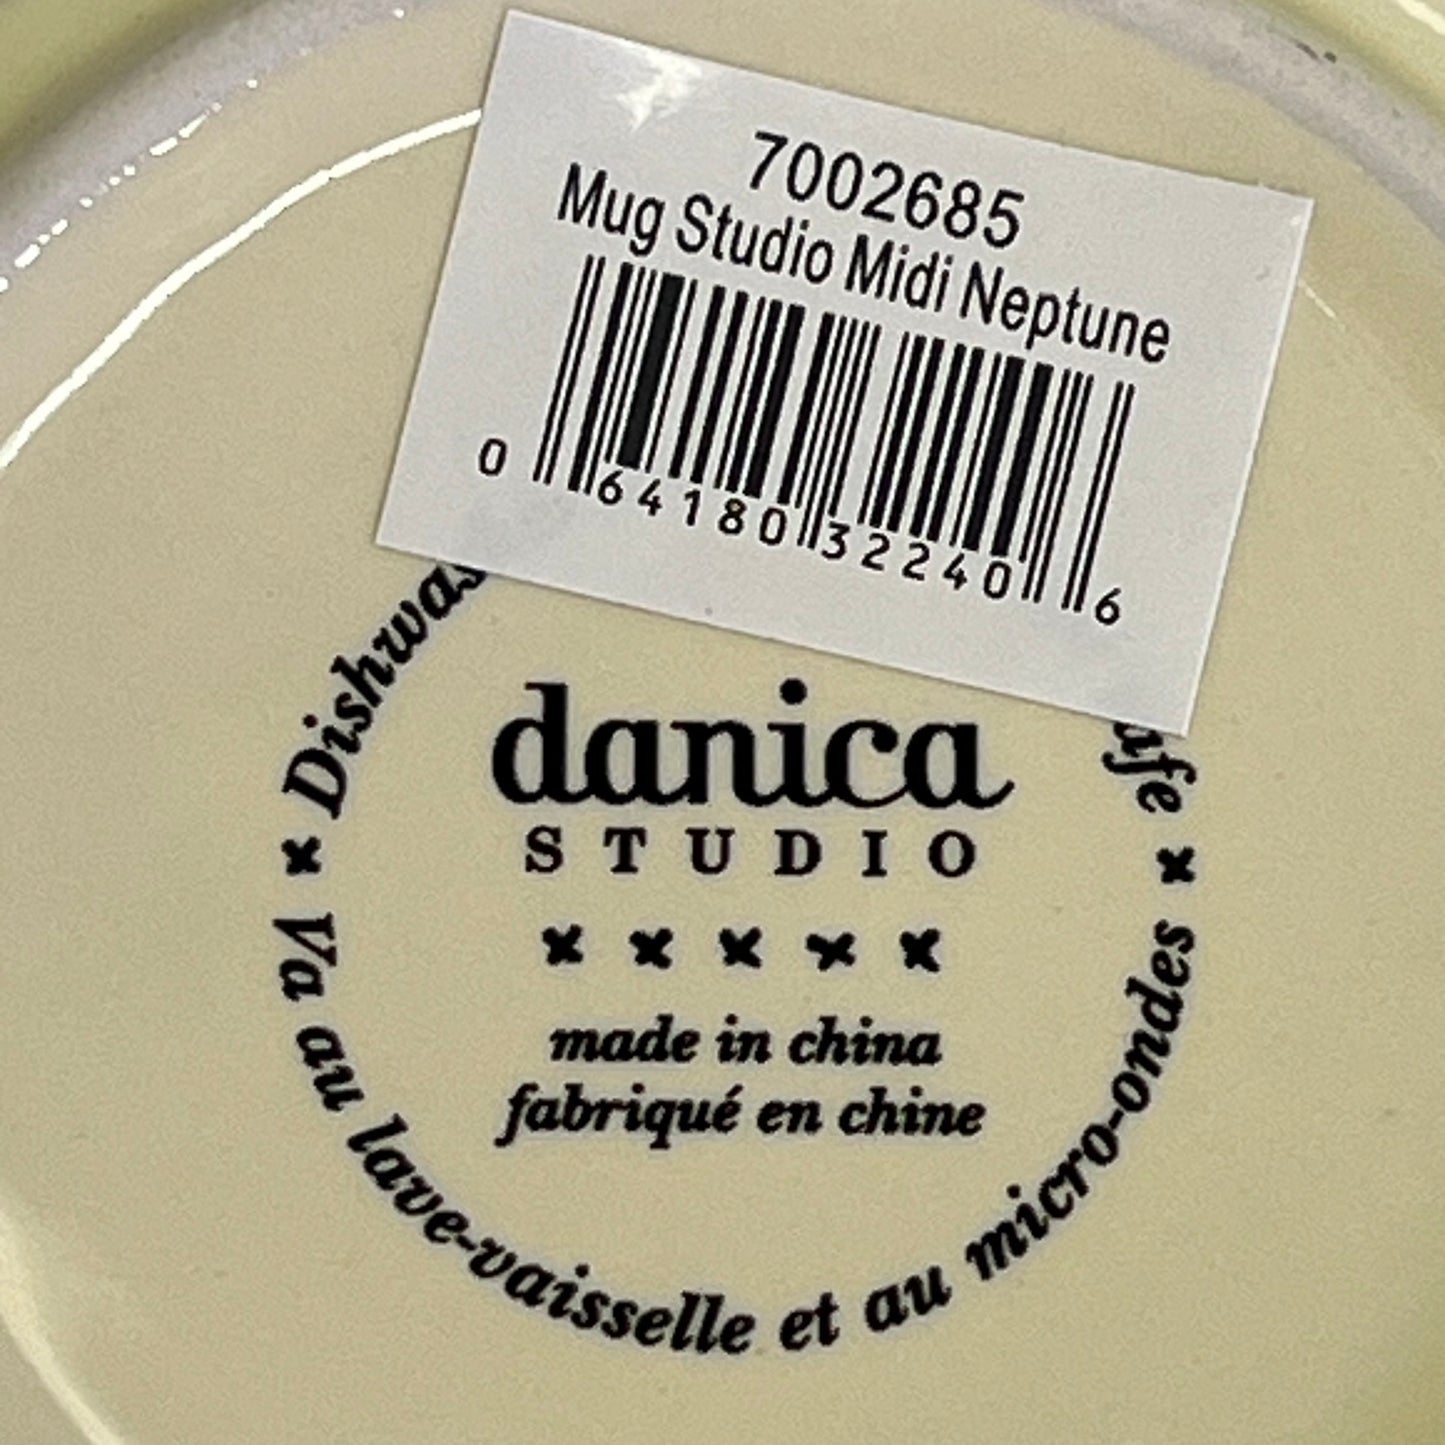 7002685
Mug Studio Midi Neptune
0 64180 32240 6
danica
STUDIO
made in china
fabriqué en chine
Va au lave-vaisselle et au micro-ondes